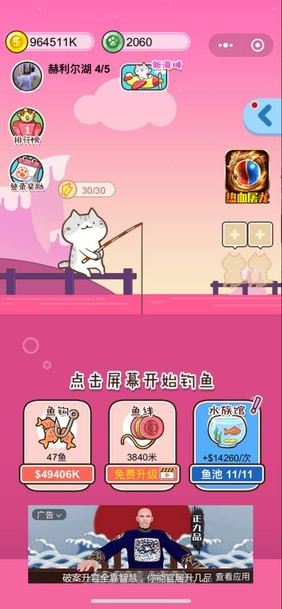 964511K
2060
赫利尔湖 4/5
新海域
1
排行榜
登录奖励
30/30
热血屠龙
点击屏幕开始钓鱼
鱼钩
47鱼
$49406K
鱼线
3840米
免费升级
水族馆
+$14260/次
鱼池 11/11
广告
正九品
破案升官全靠智慧，你能官居升几品
查看应用